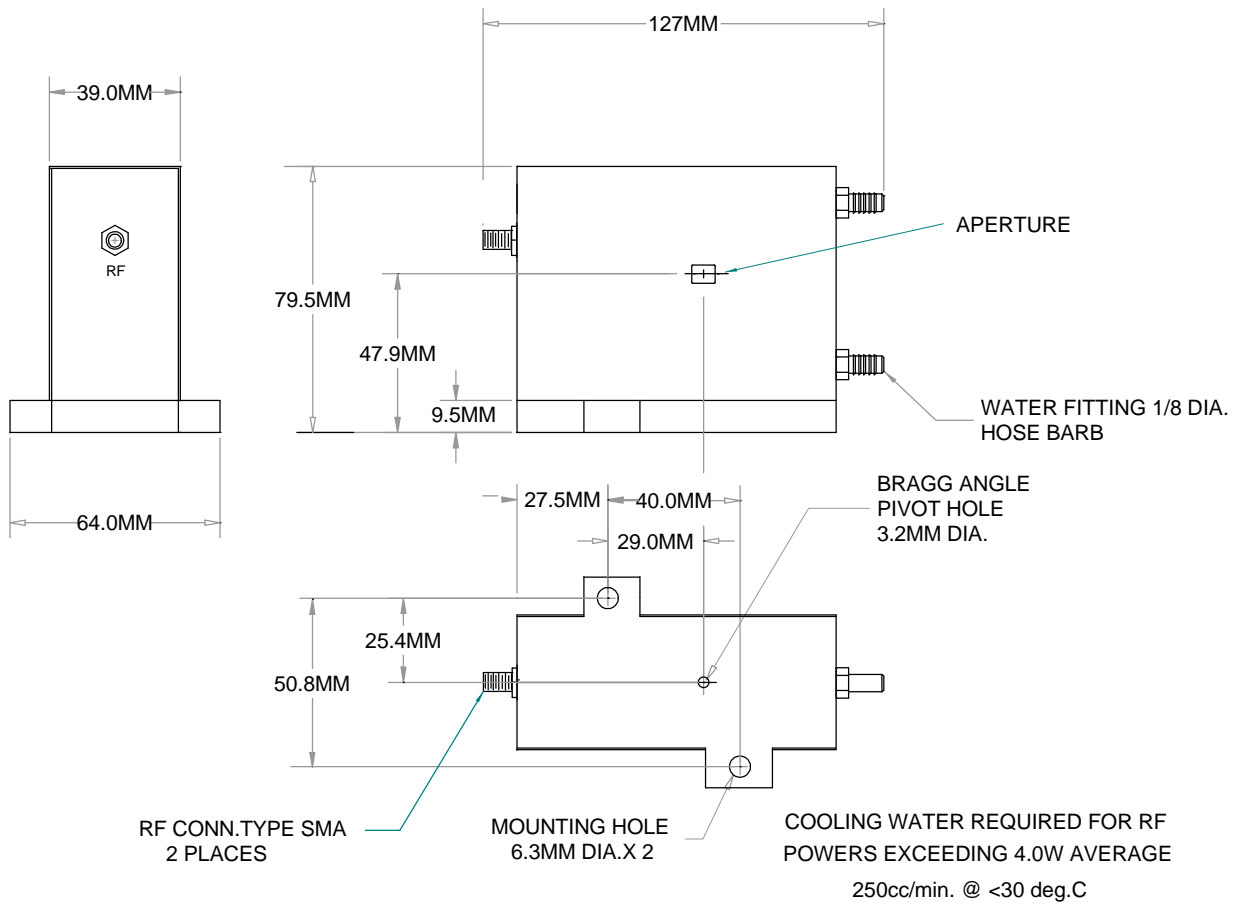 127MM
39.0MM
RF
APERTURE
79.5MM
47.9MM
9.5MM
WATER FITTING 1/8 DIA.
HOSE BARB
64.0MM
27.5MM
40.0MM
29.0MM
BRAGG ANGLE
PIVOT HOLE
3.2MM DIA.
25.4MM
50.8MM
RF CONN.TYPE SMA
2 PLACES
MOUNTING HOLE
6.3MM DIA.X 2
COOLING WATER REQUIRED FOR RF
POWERS EXCEEDING 4.0W AVERAGE
250cc/min. @ <30 deg.C